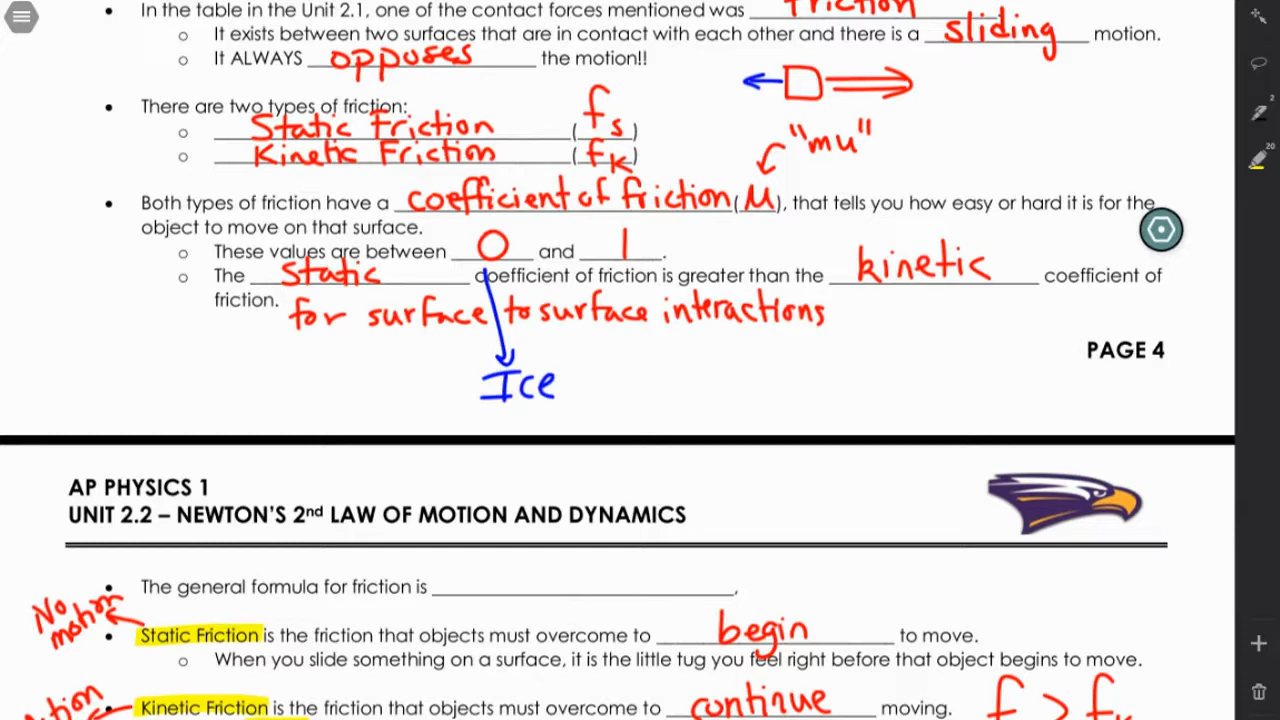 In the table in the Unit 2.1, one of the contact forces mentioned was friction
It exists between two surfaces that are in contact with each other and there is a sliding motion.
It ALWAYS opposes the motion!!
There are two types of friction:
Static Friction (fs)
Kinetic Friction (fK)
"mu"
Both types of friction have a coefficient of friction (μ), that tells you how easy or hard it is for the
object to move on that surface.
These values are between 0 and 1.
The static coefficient of friction is greater than the kinetic coefficient of
friction. for surface to surface interactions
Ice
PAGE 4
AP PHYSICS 1
UNIT 2.2 – NEWTON'S 2nd LAW OF MOTION AND DYNAMICS
The general formula for friction is ____________.
No motion
Static Friction is the friction that objects must overcome to begin to move.
When you slide something on a surface, it is the little tug you feel right before that object begins to move.
Kinetic Friction is the friction that objects must overcome to continue moving.
2
20